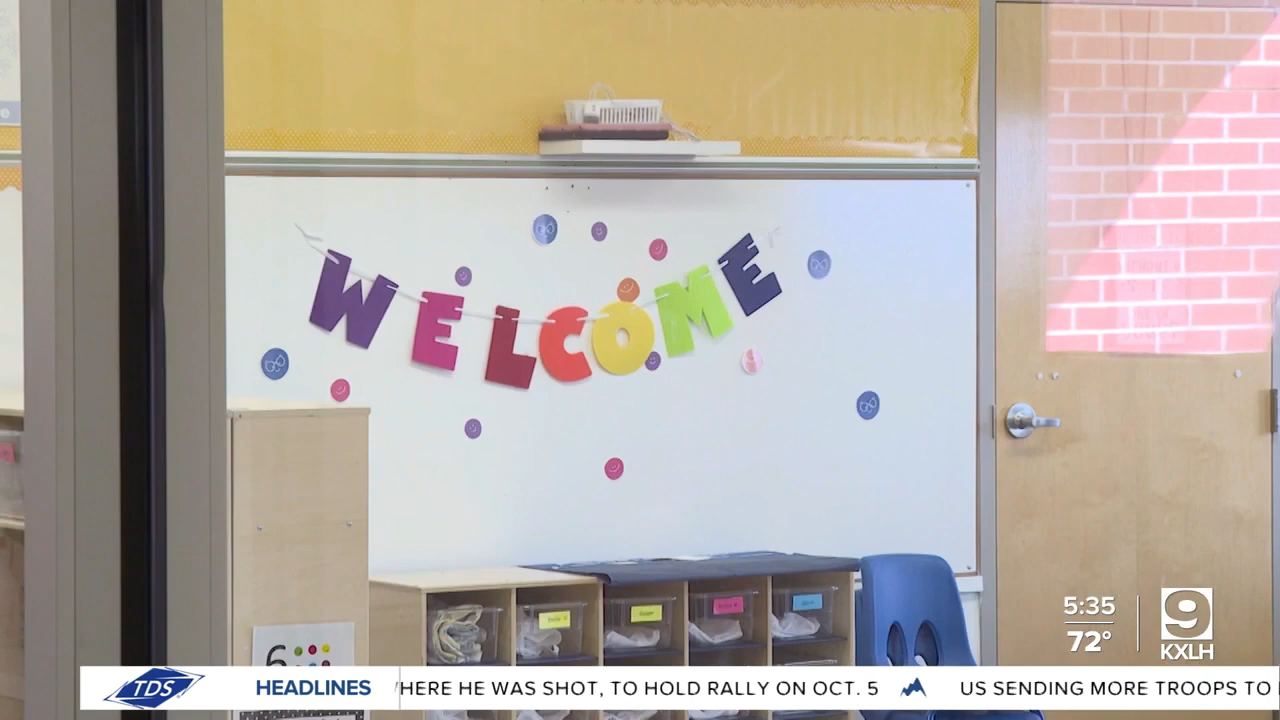 WELCOME
6
5:35
72°
9
KXLH
TDS
HEADLINES
HERE HE WAS SHOT, TO HOLD RALLY ON OCT. 5
US SENDING MORE TROOPS TO